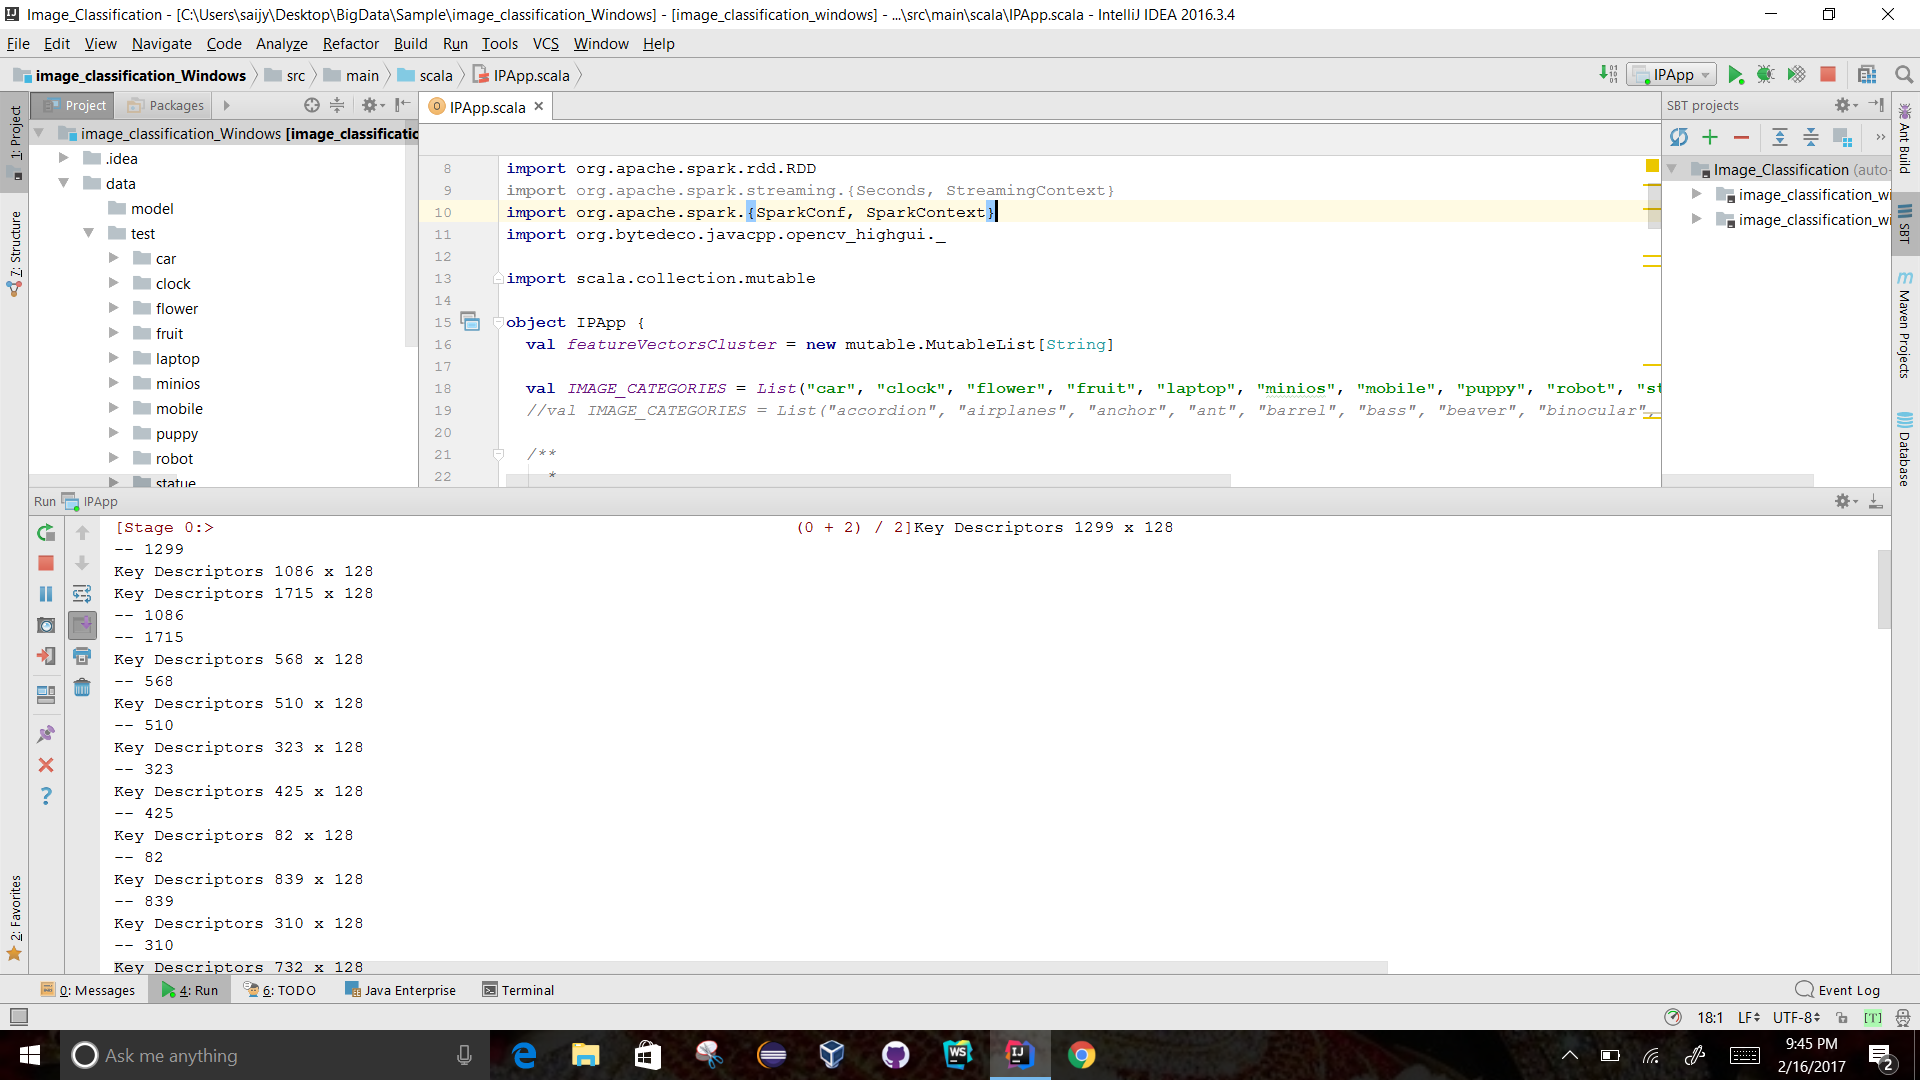 Image_Classification - [C:\Users\saijy\Desktop\BigData\Sample\image_classification_Windows] - [image_classification_windows] - ...\src\main\scala\IPApp.scala - IntelliJ IDEA 2016.3.4
File Edit View Navigate Code Analyze Refactor Build Run Tools VCS Window Help
image_classification_Windows src main scala IPApp.scala
IPApp
Project Packages
IPApp.scala
SBT projects
1: Project
7: Structure
2: Favorites
image_classification_Windows [image_classificatio
.idea
data
model
test
car
clock
flower
fruit
laptop
minios
mobile
puppy
robot
statue
8 import org.apache.spark.rdd.RDD
9 import org.apache.spark.streaming.{Seconds, StreamingContext}
10 import org.apache.spark.{SparkConf, SparkContext}
11 import org.bytedeco.javacpp.opencv_highgui._
12
13 import scala.collection.mutable
14
15 object IPApp {
16 val featureVectorsCluster = new mutable.MutableList[String]
17
18 val IMAGE_CATEGORIES = List("car", "clock", "flower", "fruit", "laptop", "minios", "mobile", "puppy", "robot", "st
19 //val IMAGE_CATEGORIES = List("accordion", "airplanes", "anchor", "ant", "barrel", "bass", "beaver", "binocular",
20
21 /**
22 *
Image_Classification (auto-
image_classification_wi
image_classification_wi
Ant Build
SBT
Maven Projects
Database
Run IPApp
[Stage 0:> (0 + 2) / 2]Key Descriptors 1299 x 128
-- 1299
Key Descriptors 1086 x 128
Key Descriptors 1715 x 128
-- 1086
-- 1715
Key Descriptors 568 x 128
-- 568
Key Descriptors 510 x 128
-- 510
Key Descriptors 323 x 128
-- 323
Key Descriptors 425 x 128
-- 425
Key Descriptors 82 x 128
-- 82
Key Descriptors 839 x 128
-- 839
Key Descriptors 310 x 128
-- 310
Key Descriptors 732 x 128
0: Messages 4: Run 6: TODO Java Enterprise Terminal Event Log
18:1 LF UTF-8 [T]
Ask me anything
9:45 PM
2/16/2017
2